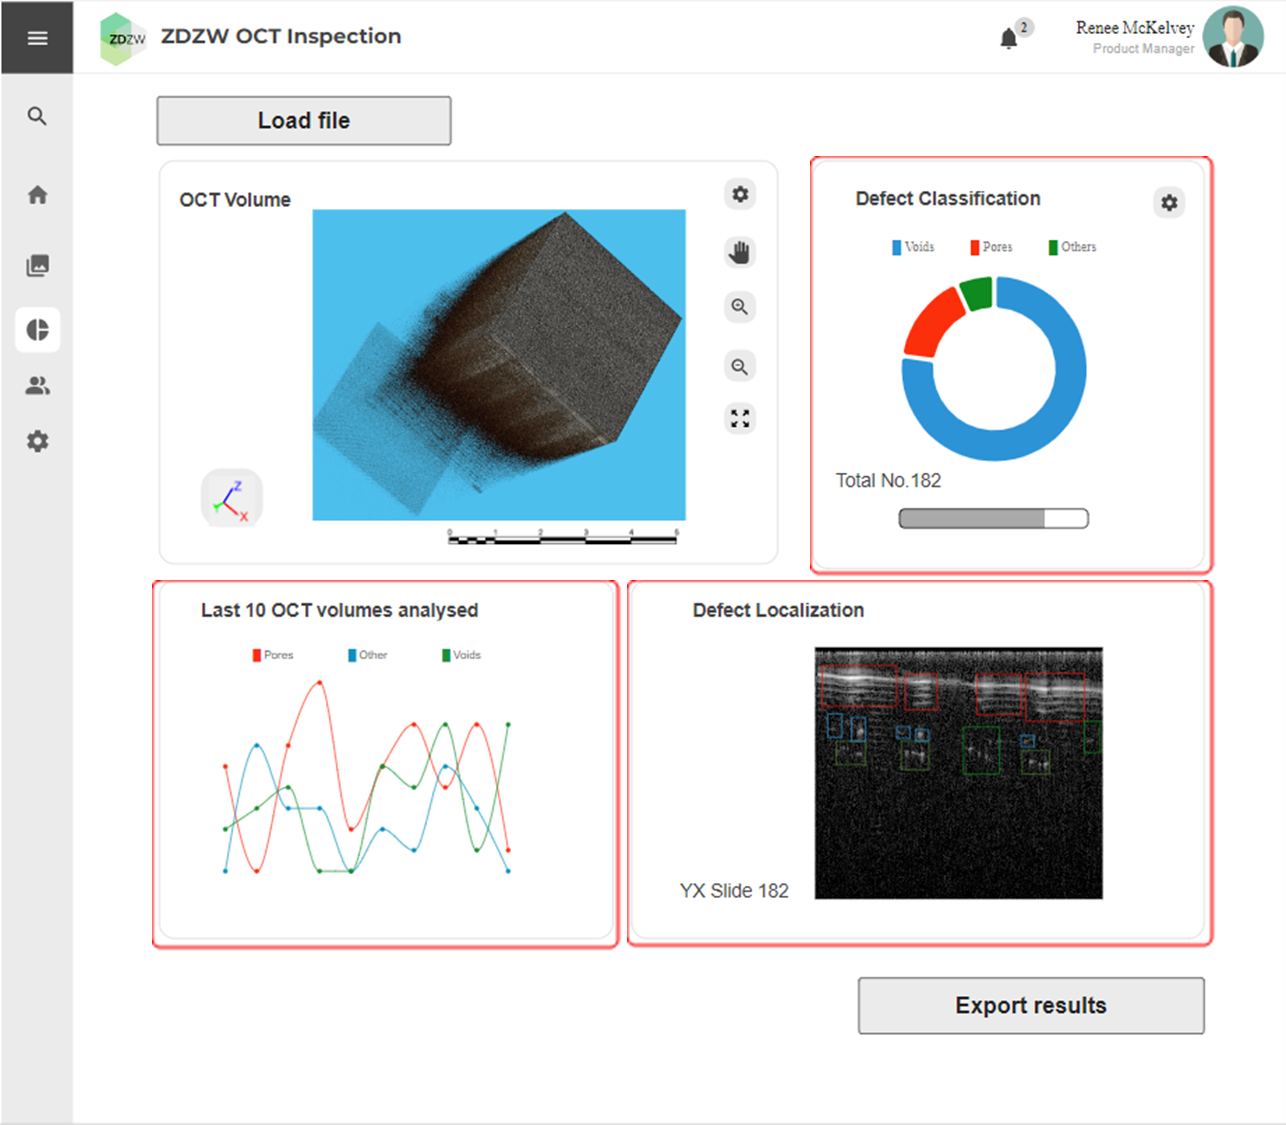 ZDZW
ZDZW OCT Inspection
2
Renee McKelvey
Product Manager
Load file
OCT Volume
Z
Y
X
0 1 2 3 4 5
Defect Classification
Voids Pores Others
Total No.182
Last 10 OCT volumes analysed
Pores Other Voids
Defect Localization
YX Slide 182
Export results